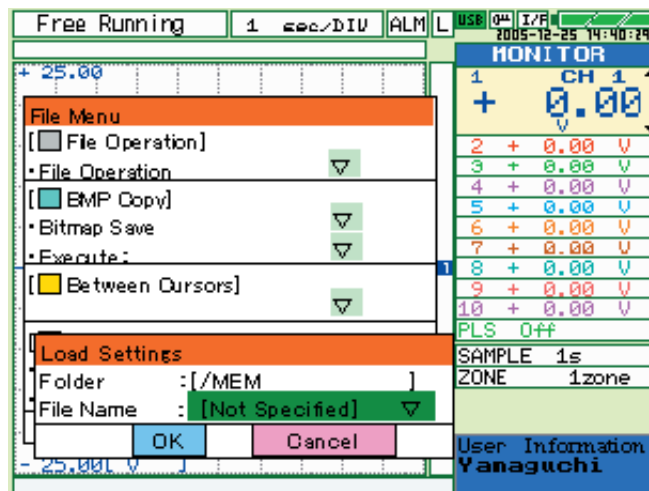 Free Running 1 sec/DIV ALM L USB I/F
2005-12-25 14:40:29
MONITOR
+ 25.00
1 CH 1
+ 0.00
V
File Menu
[File Operation]
・File Operation
[BMP Copy]
・Bitmap Save
・Execute:
[Between Cursors]
2 + 0.00 V
3 + 0.00 V
4 + 0.00 V
5 + 0.00 V
6 + 0.00 V
7 + 0.00 V
8 + 0.00 V
9 + 0.00 V
10 + 0.00 V
PLS Off
1
Load Settings
Folder :[/MEM ]
File Name : [Not Specified]
OK Cancel
SAMPLE 1s
ZONE 1zone
- 25.00[ V ]
User Information
Yanaguchi